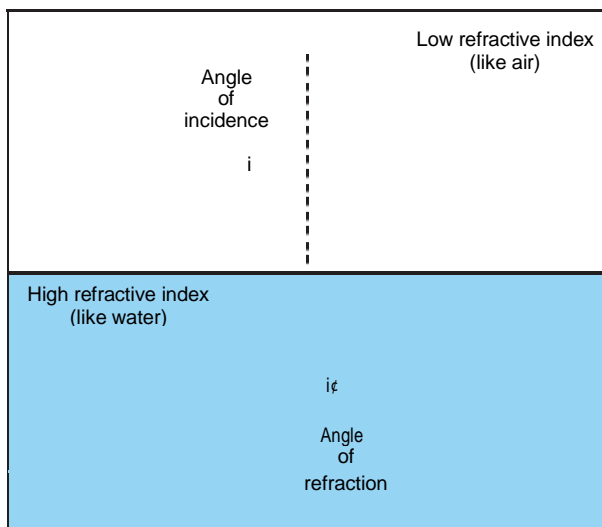 Low refractive index
(like air)
Angle
of
incidence
i
High refractive index
(like water)
i¢
Angle
of
refraction